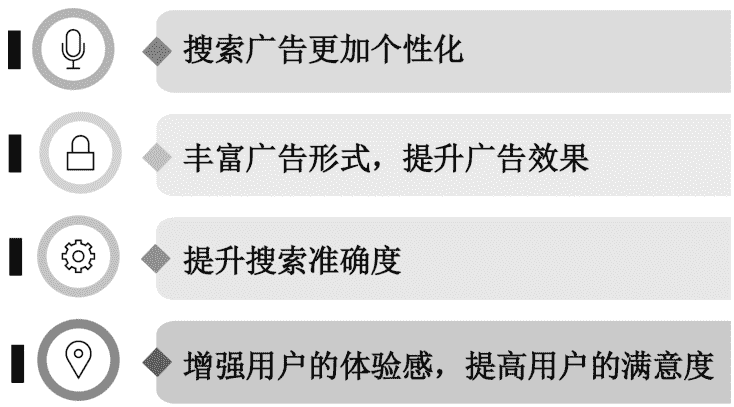 搜索广告更加个性化
丰富广告形式，提升广告效果
提升搜索准确度
增强用户的体验感，提高用户的满意度